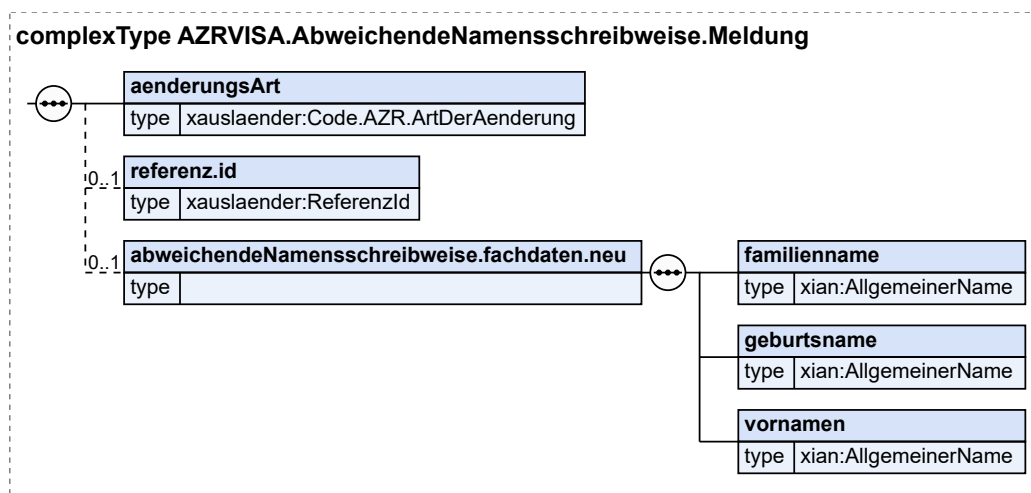 complexType AZRVISA.AbweichendeNamensschreibweise.Meldung
aenderungsArt
type xauslaender:Code.AZR.ArtDerAenderung
0..1
referenz.id
type xauslaender:ReferenzId
0..1
abweichendeNamensschreibweise.fachdaten.neu
type
familienname
type xian:AllgemeinerName
geburtsname
type xian:AllgemeinerName
vornamen
type xian:AllgemeinerName